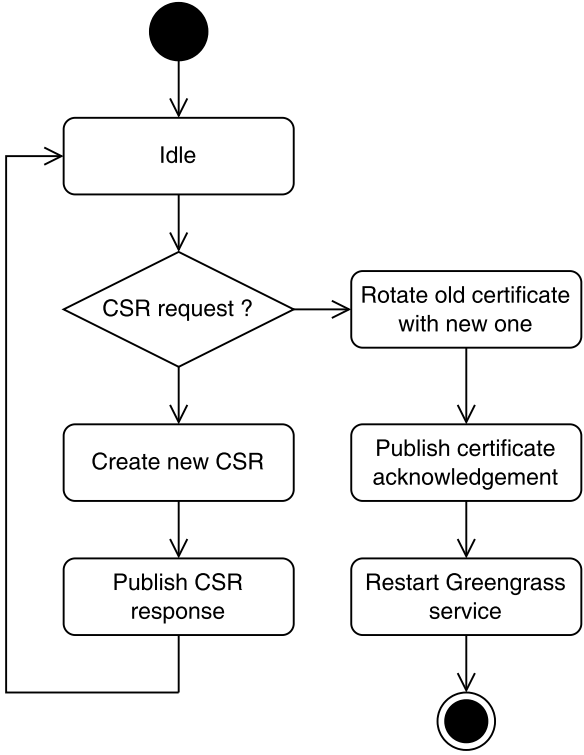 Idle
CSR request ?
Rotate old certificate
with new one
Create new CSR
Publish certificate
acknowledgement
Publish CSR
response
Restart Greengrass
service